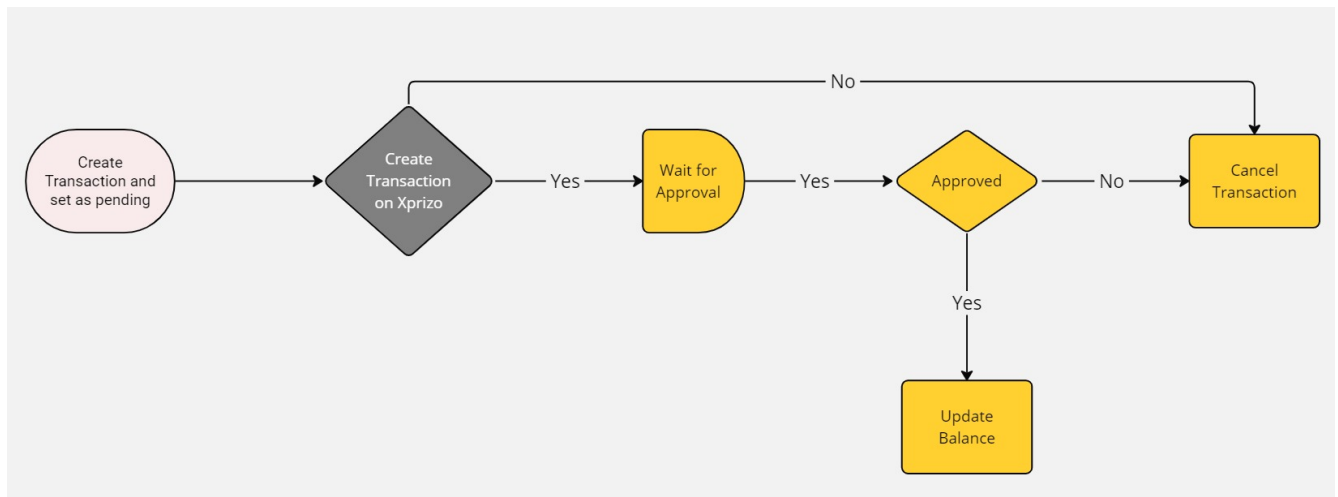 No
Create
Transaction and
set as pending
Create
Transaction
on Xprizo
Yes
Wait for
Approval
Yes
Approved
No
Cancel
Transaction
Yes
Update
Balance